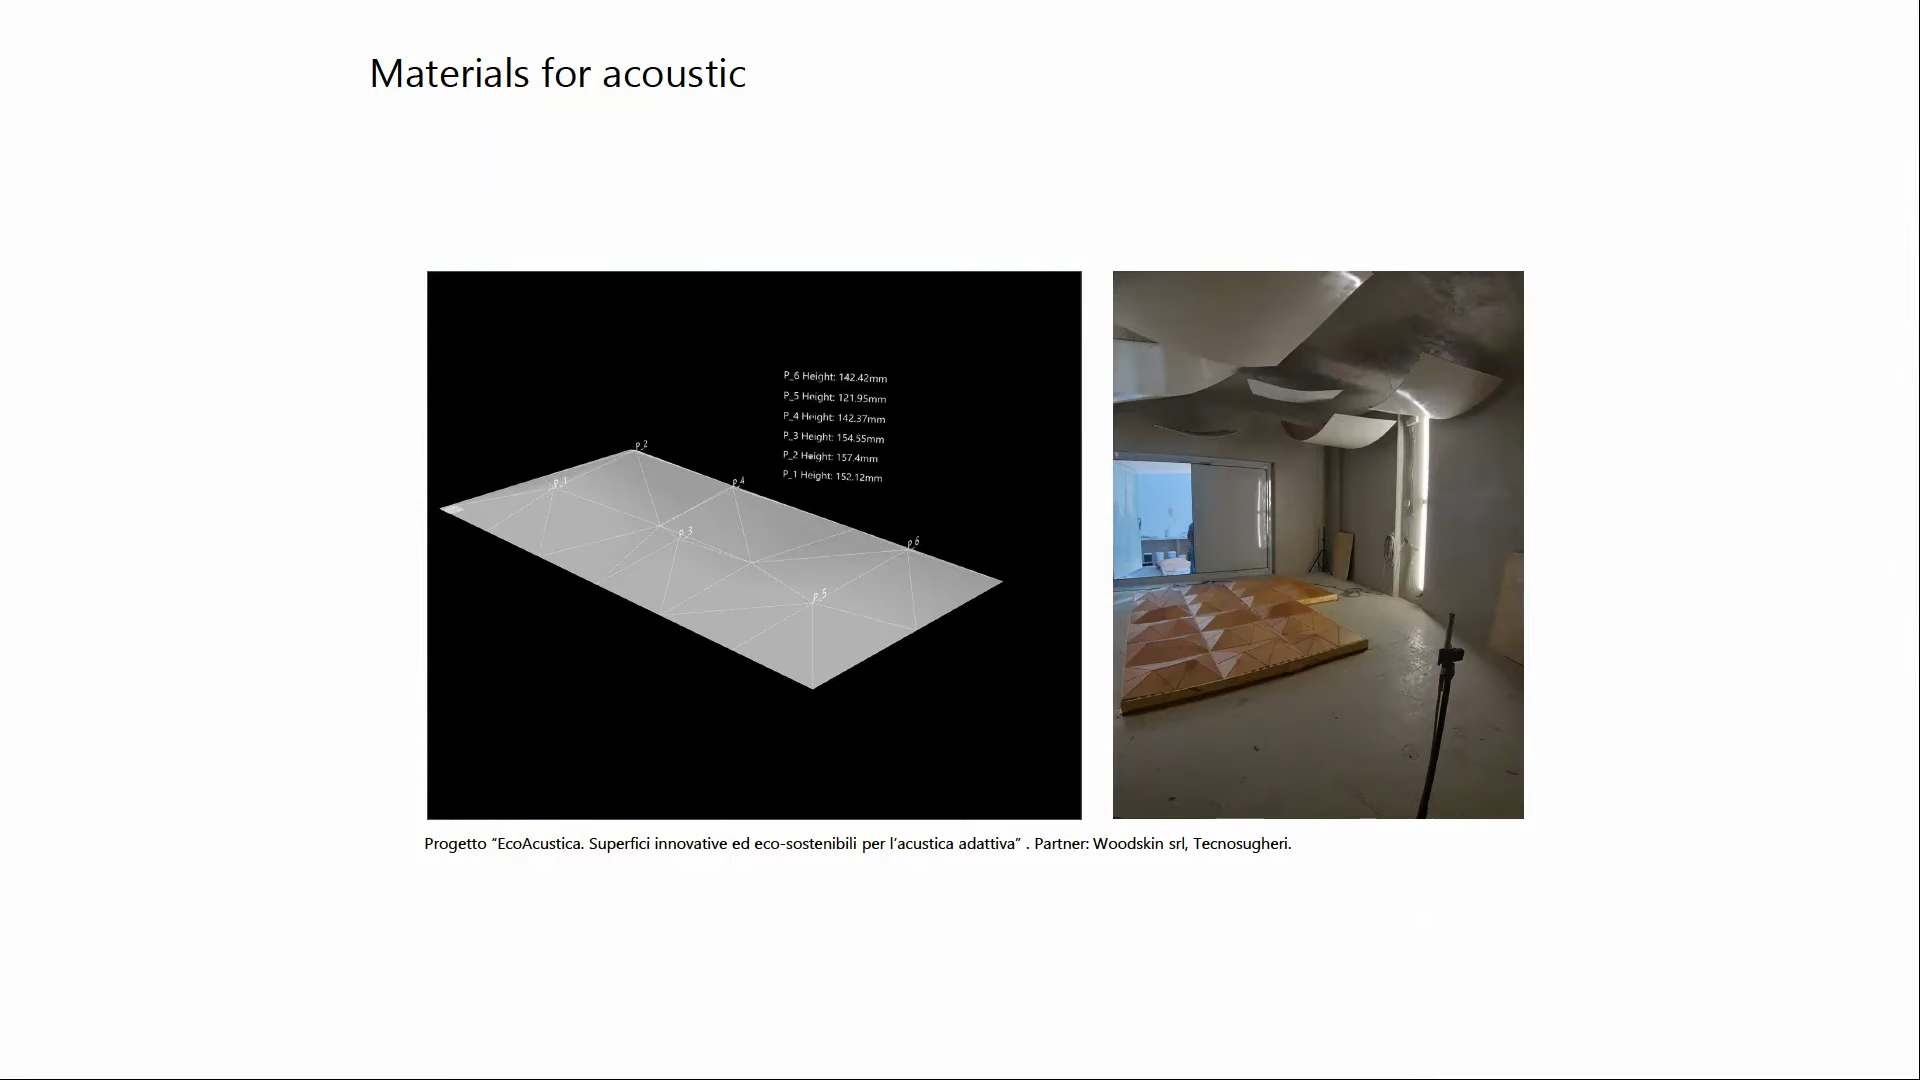 Materials for acoustic
P_6 Height: 142.42mm
P_5 Height: 121.95mm
P_4 Height: 142.37mm
P_3 Height: 154.55mm
P_2 Height: 157.4mm
P_1 Height: 152.12mm
P_2
P_1
P_4
P_3
P_6
P_5
Progetto “EcoAcustica. Superfici innovative ed eco-sostenibili per l’acustica adattiva” . Partner: Woodskin srl, Tecnosugheri.